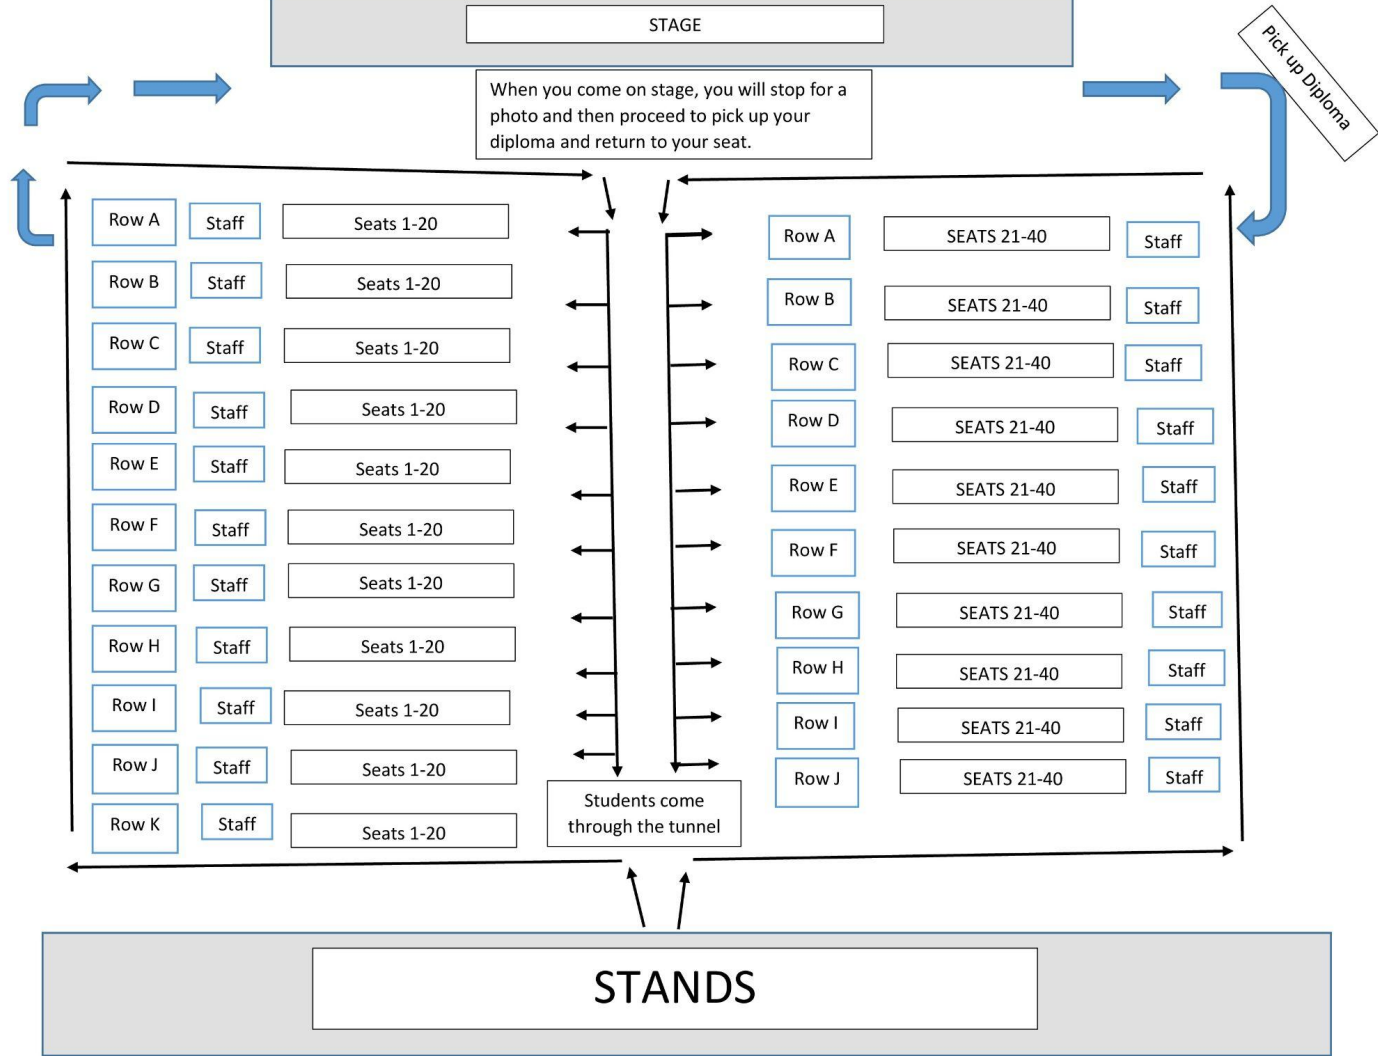 STAGE
Pick up Diploma
When you come on stage, you will stop for a
photo and then proceed to pick up your
diploma and return to your seat.
Row A Staff Seats 1-20
Row B Staff Seats 1-20
Row C Staff Seats 1-20
Row D Staff Seats 1-20
Row E Staff Seats 1-20
Row F Staff Seats 1-20
Row G Staff Seats 1-20
Row H Staff Seats 1-20
Row I Staff Seats 1-20
Row J Staff Seats 1-20
Row K Staff Seats 1-20
Row A SEATS 21-40 Staff
Row B SEATS 21-40 Staff
Row C SEATS 21-40 Staff
Row D SEATS 21-40 Staff
Row E SEATS 21-40 Staff
Row F SEATS 21-40 Staff
Row G SEATS 21-40 Staff
Row H SEATS 21-40 Staff
Row I SEATS 21-40 Staff
Row J SEATS 21-40 Staff
Students come
through the tunnel
STANDS